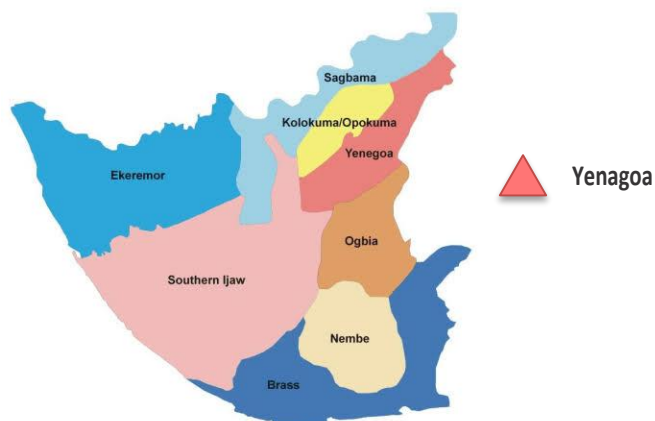 Sagbama
Kolokuma/Opokuma
Yenegoa
Ekeremor
Yenagoa
Ogbia
Southern Ijaw
Nembe
Brass